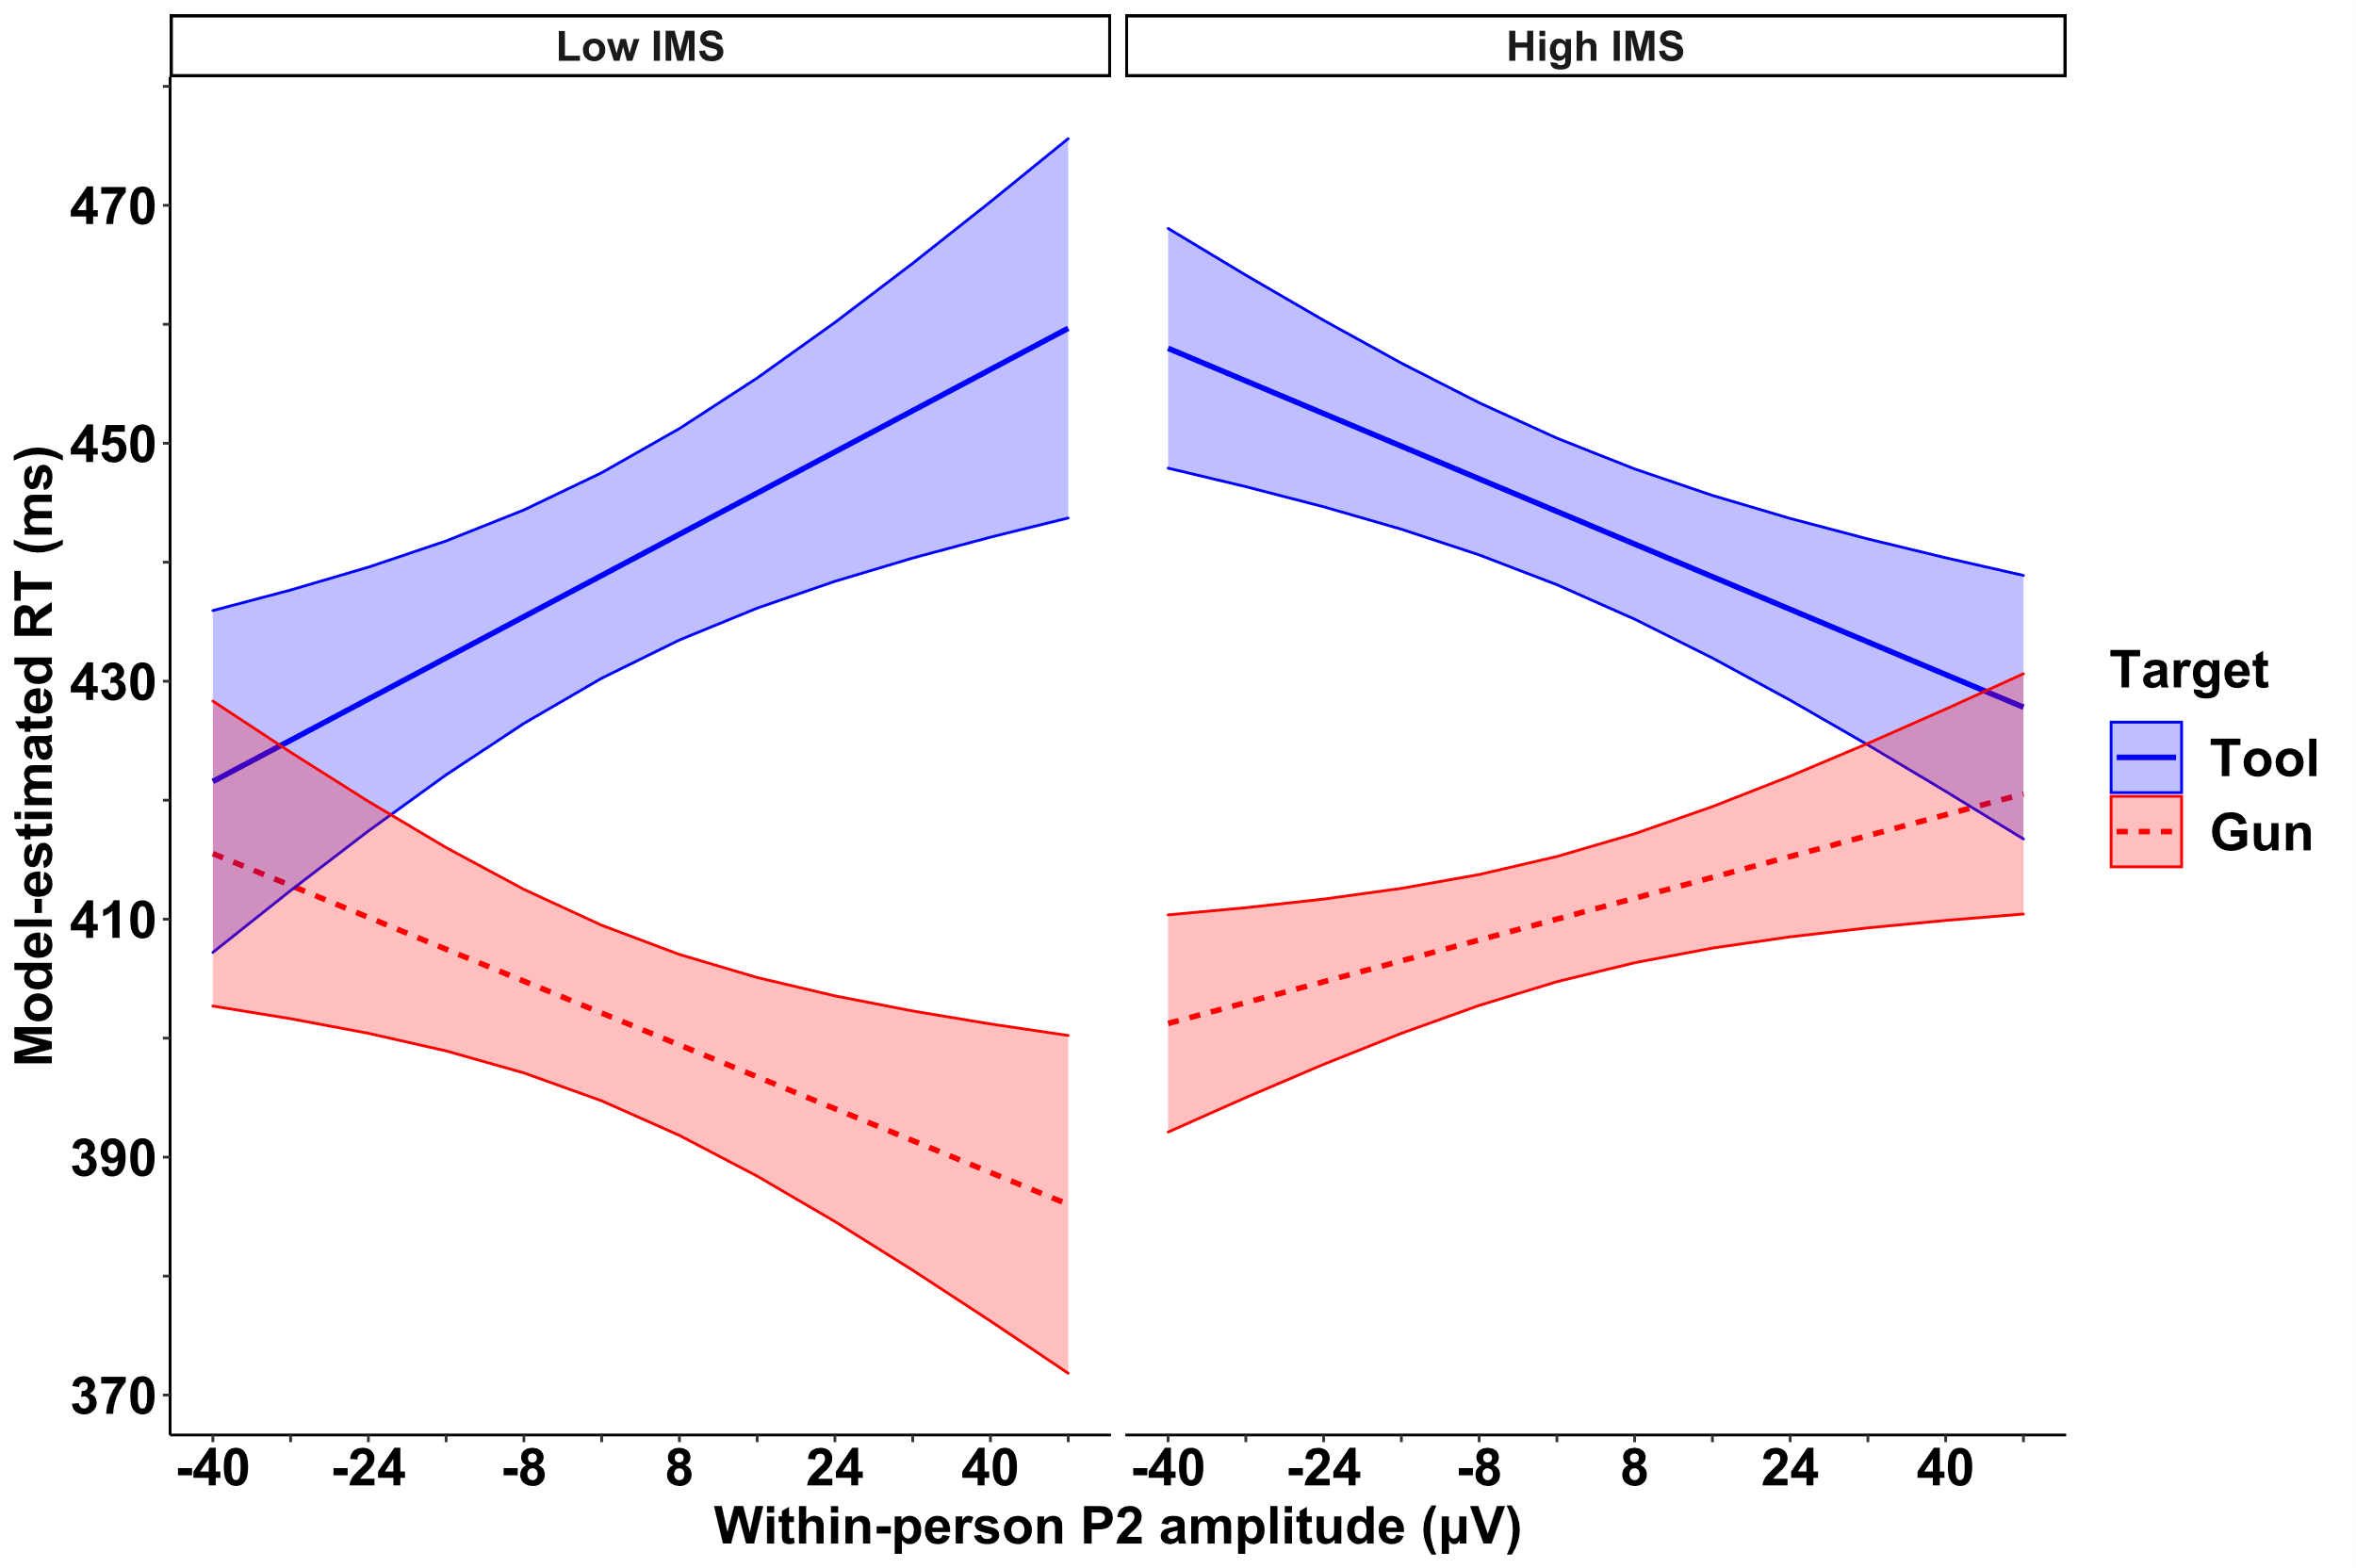 Low IMS
High IMS
Model-estimated RT (ms)
470
450
430
410
390
370
-40 -24 -8 8 24 40
-40 -24 -8 8 24 40
Within-person P2 amplitude (μV)
Target
Tool
Gun